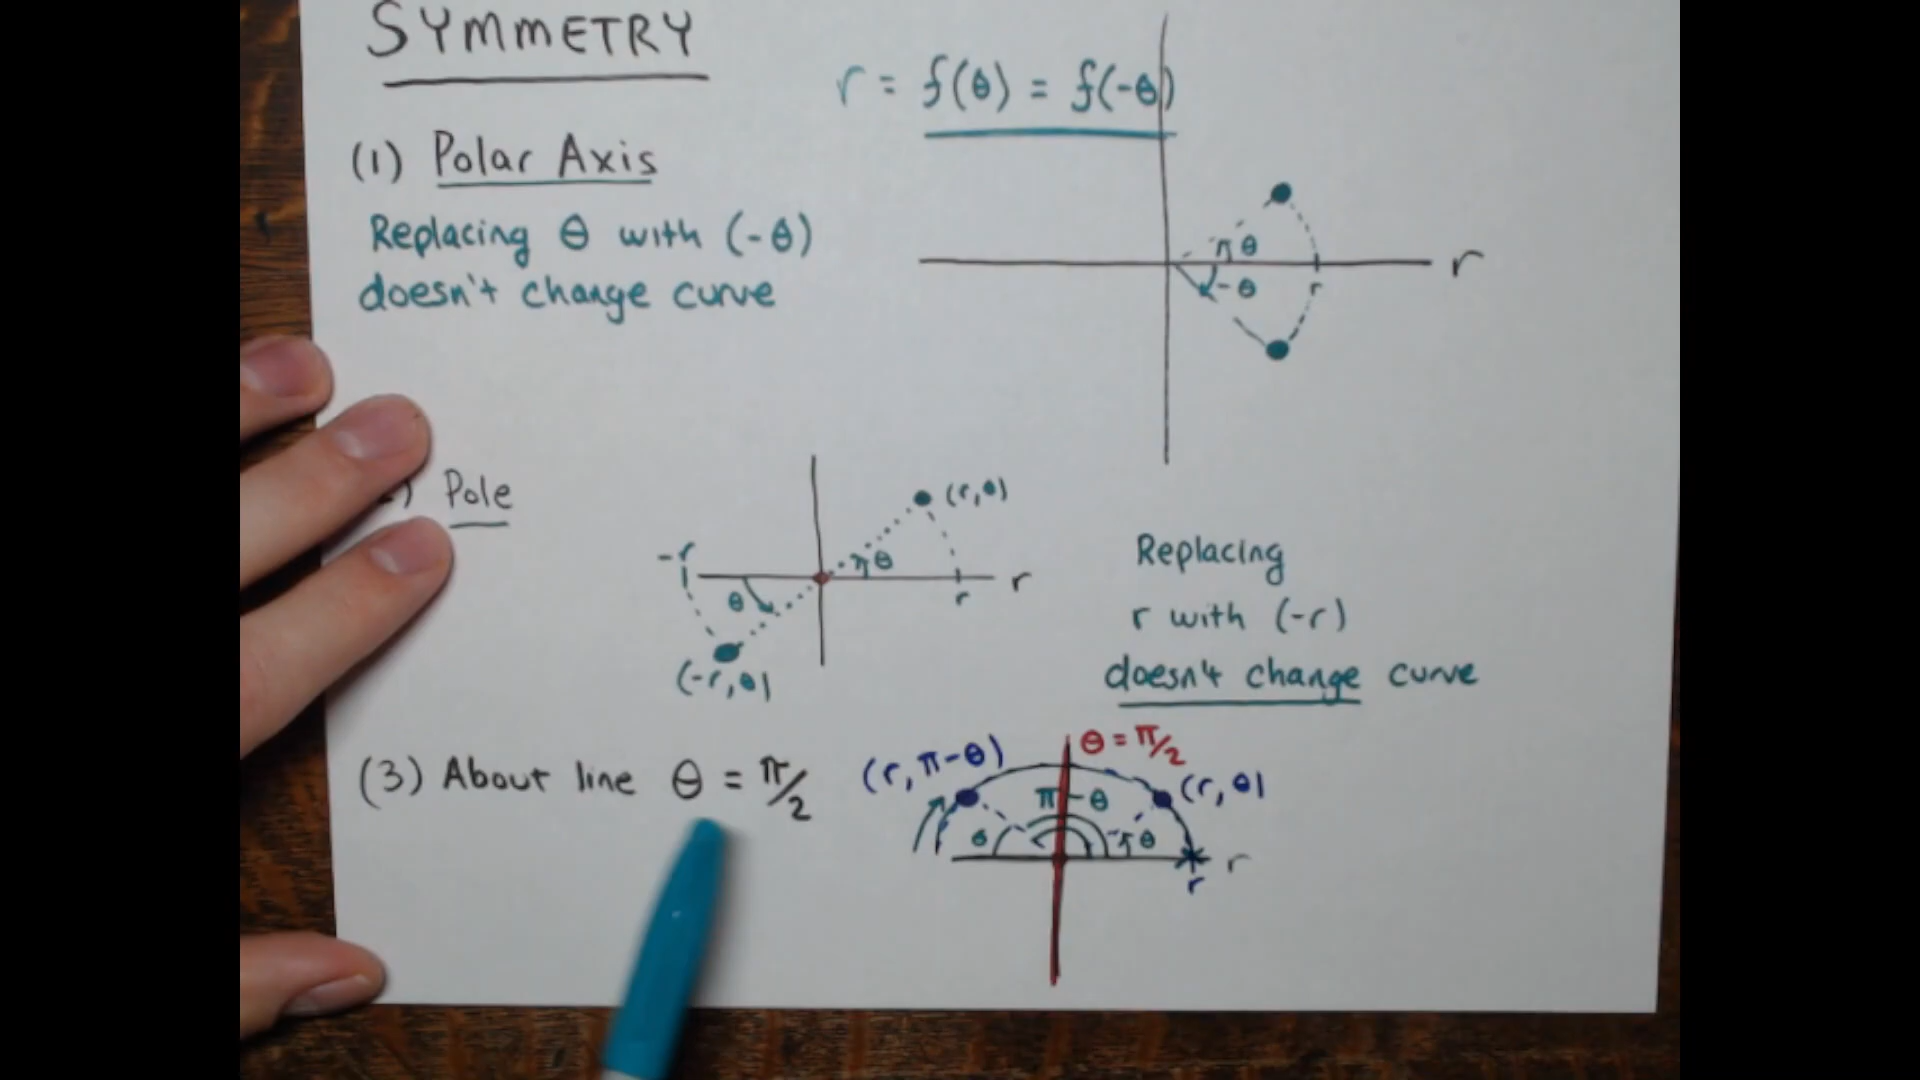 SYMMETRY
r = f(θ) = f(-θ)
(1) Polar Axis
Replacing θ with (-θ)
doesn't change curve
θ
-θ
r
r
) Pole
(r,θ)
-r
θ
θ
r
r
(-r,θ)
Replacing
r with (-r)
doesn't change curve
(3) About line θ = π/2
(r, π-θ)
θ = π/2
(r, θ)
π-θ
θ
θ
r
r